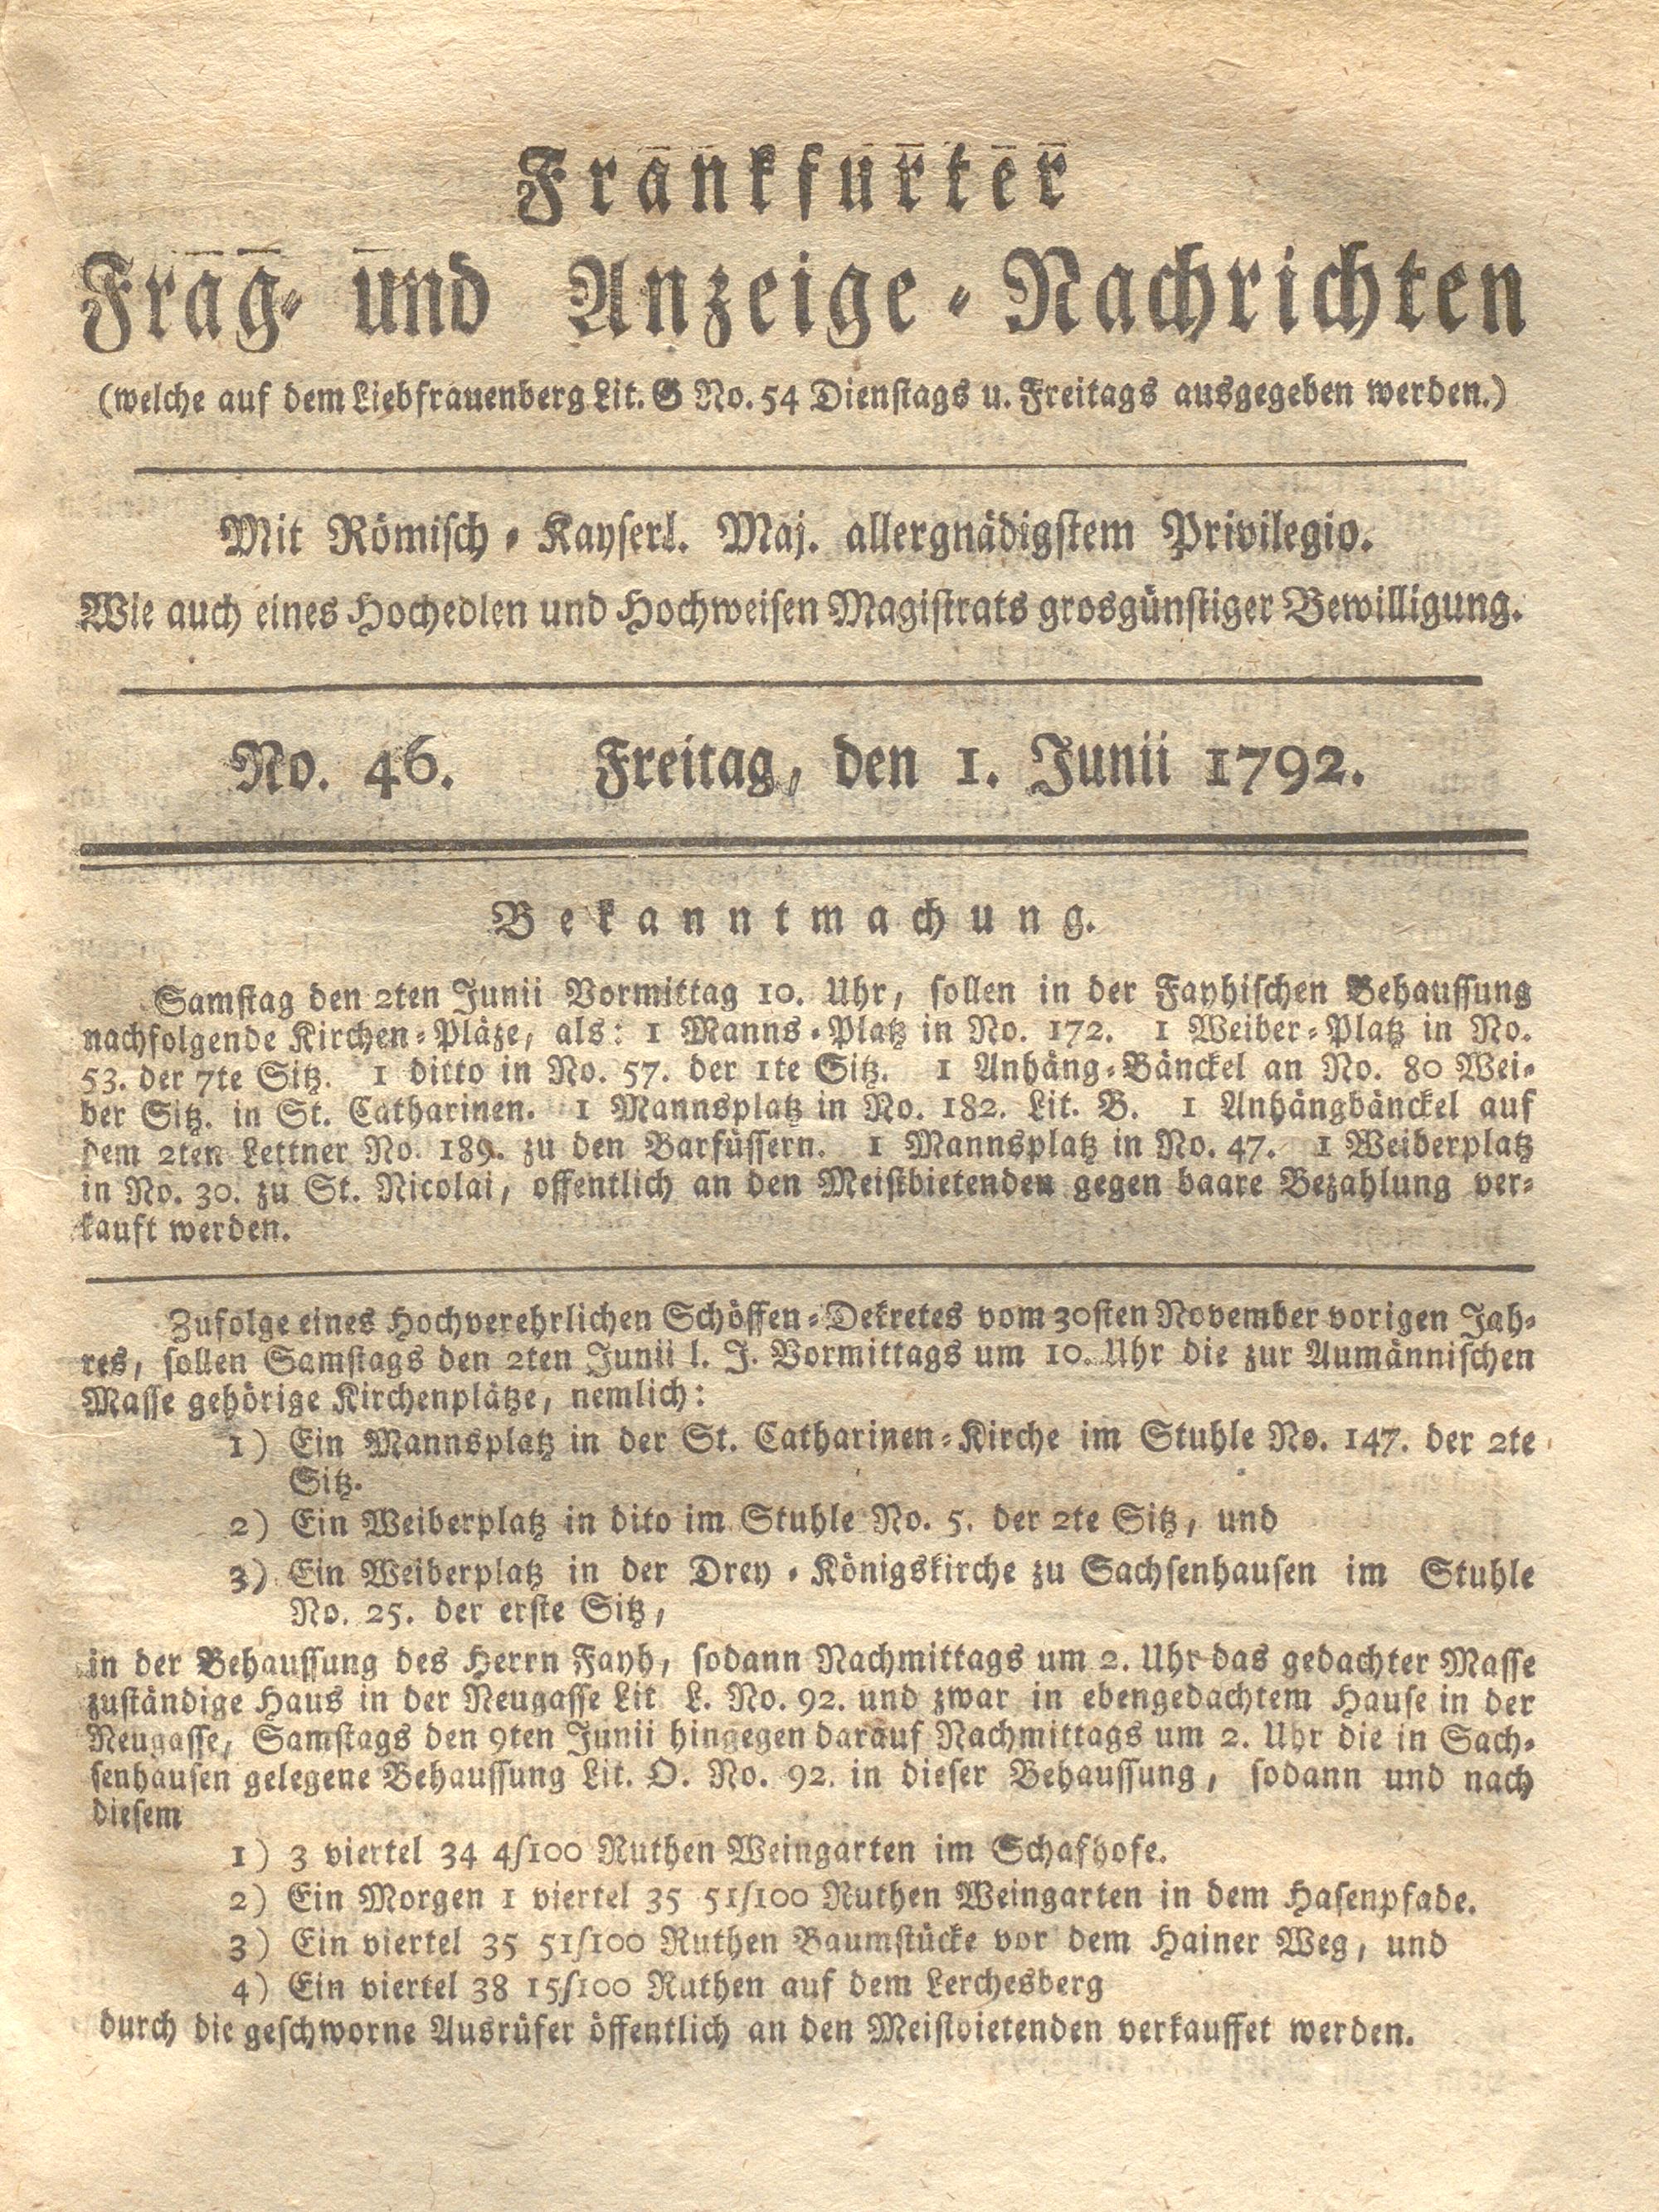 Frankfurter
Frag- und Anzeige-Nachrichten
(welche auf dem Liebfrauenberg Lit. G No. 54 Dienstags u. Freitags ausgegeben werden.)
Mit Römisch-Kayserl. Maj. allergnädigstem Privilegio.
Wie auch eines Hochedlen und Hochweisen Magistrats grosgünstiger Bewilligung.
No. 46. Freitag, den 1. Junii 1792.
Bekanntmachung.
Samstag den 2ten Junii Vormittag 10. Uhr, sollen in der Fayhischen Behaussung
nachfolgende Kirchen-Pläze, als: 1 Manns-Platz in No. 172. 1 Weiber-Platz in No.
53. der 7te Sitz. 1 ditto in No. 57. der 1te Sitz. 1 Anhäng-Bänckel an No. 80 Wei-
ber Sitz. in St. Catharinen. 1 Mannsplatz in No. 182. Lit. B. 1 Anhängbänckel auf
dem 2ten Lettner No. 189. zu den Barfüssern. 1 Mannsplatz in No. 47. 1 Weiberplatz
in No. 30. zu St. Nicolai, offentlich an den Meistbietenden gegen baare Bezahlung ver-
kauft werden.
Zufolge eines Hochverehrlichen Schöffen-Dekretes vom 30sten November vorigen Jah-
res, sollen Samstags den 2ten Junii l. J. Vormittags um 10. Uhr die zur Aumännischen
Masse gehörige Kirchenplätze, nemlich:
1) Ein Mannsplatz in der St. Catharinen-Kirche im Stuhle No. 147. der 2te
Sitz.
2) Ein Weiberplatz in dito im Stuhle No. 5. der 2te Sitz, und
3) Ein Weiberplatz in der Drey-Königskirche zu Sachsenhausen im Stuhle
No. 25. der erste Sitz,
in der Behaussung des Herrn Fayh, sodann Nachmittags um 2. Uhr das gedachter Masse
zuständige Haus in der Neugasse Lit L. No. 92. und zwar in ebengedachtem Hause in der
Neugasse, Samstags den 9ten Junii hingegen darauf Nachmittags um 2. Uhr die in Sach-
senhausen gelegene Behaussung Lit. O. No. 92. in dieser Behaussung, sodann und nach
diesem
1) 3 viertel 34 4/100 Ruthen Weingarten im Schafhofe.
2) Ein Morgen 1 viertel 35 51/100 Ruthen Weingarten in dem Hasenpfade.
3) Ein viertel 35 51/100 Ruthen Baumstücke vor dem Hainer Weg, und
4) Ein viertel 38 15/100 Ruthen auf dem Lerchesberg
durch die geschworne Ausrüfer öffentlich an den Meistbietenden verkauffet werden.